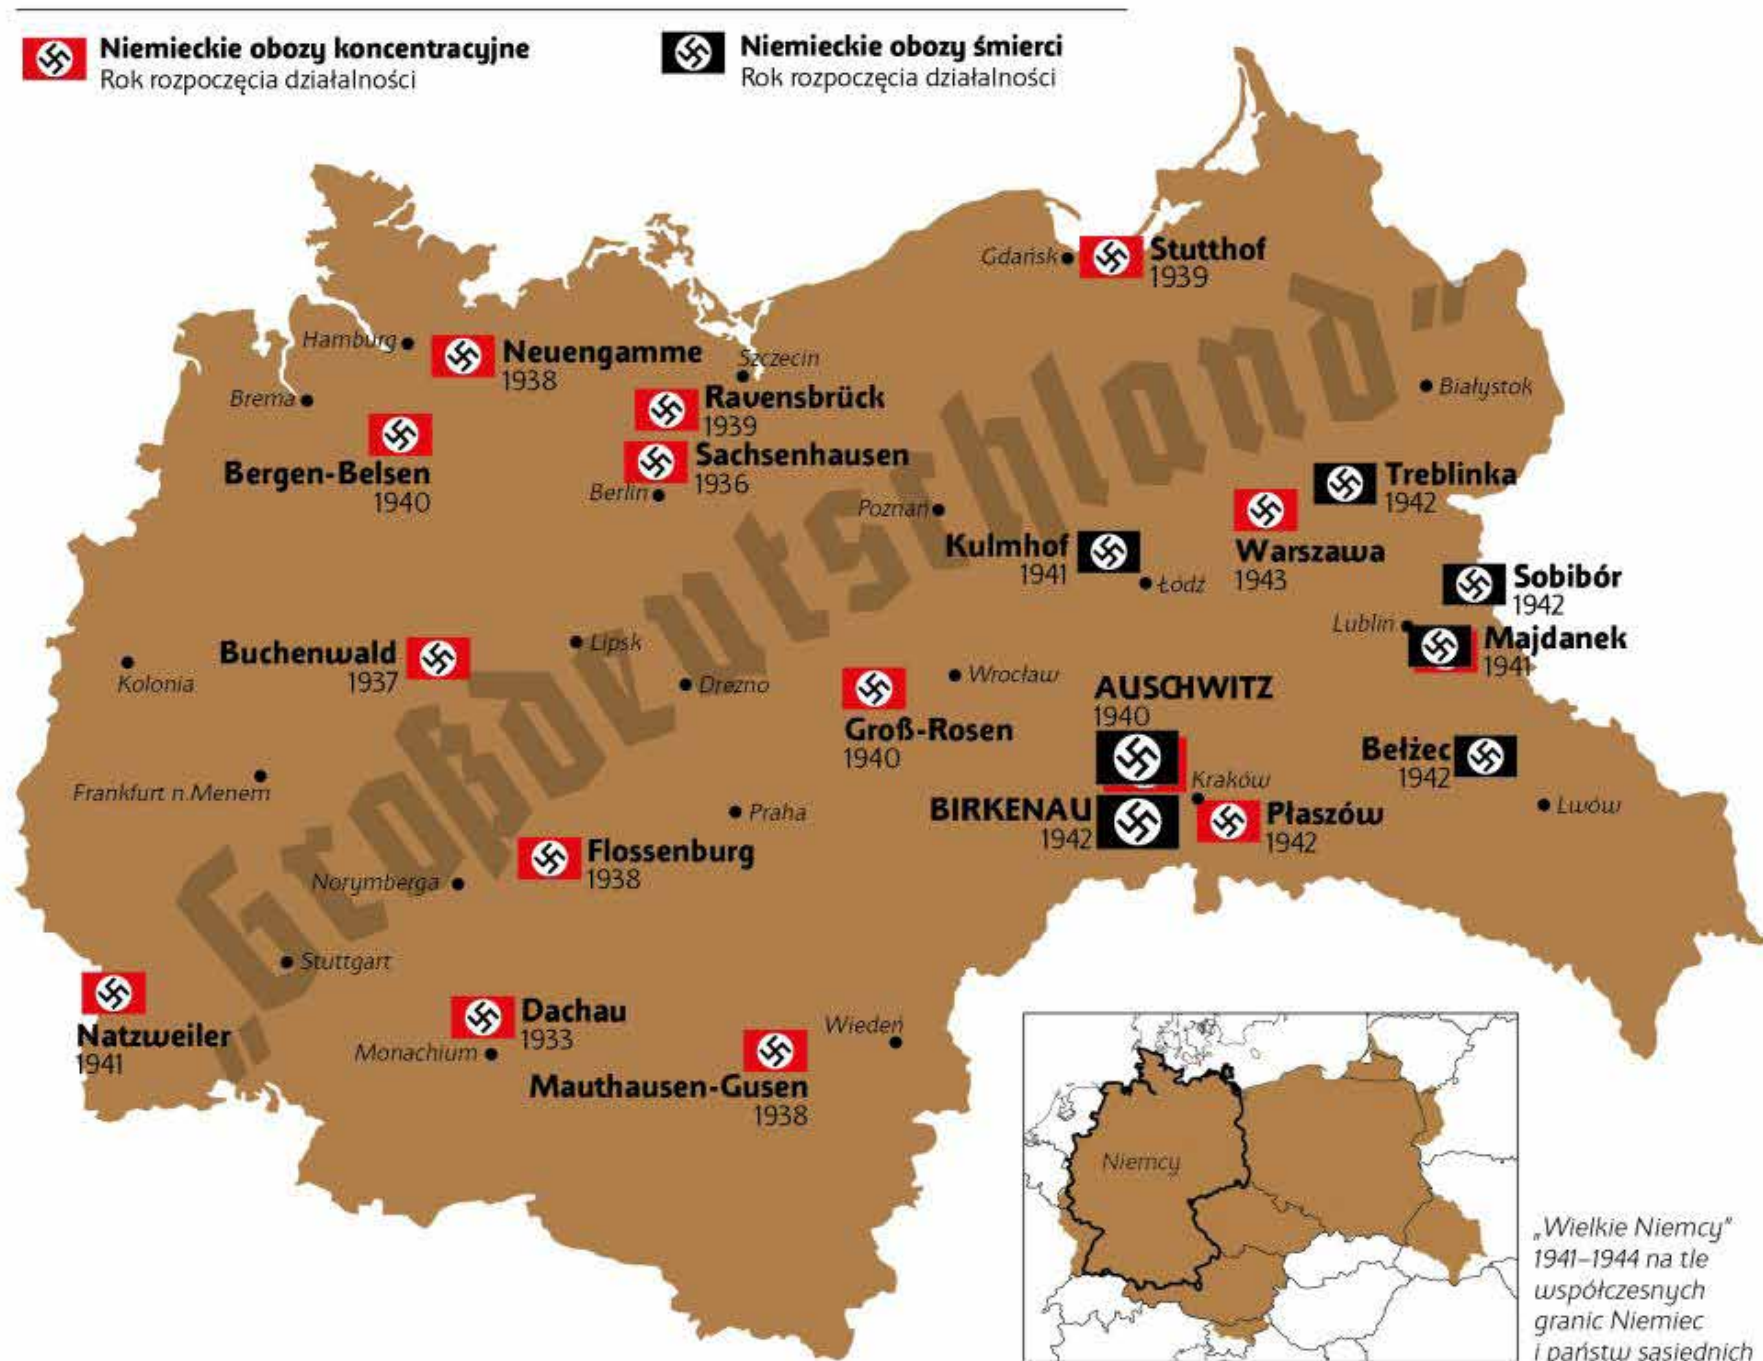 Niemieckie obozy koncentracyjne
Rok rozpoczęcia działalności
Niemieckie obozy śmierci
Rok rozpoczęcia działalności
Gdańsk
Stutthof
1939
Hamburg
Neuengamme
1938
Szczecin
Brema
Ravensbrück
1939
Białystok
Bergen-Belsen
1940
Sachsenhausen
1936
Berlin
Treblinka
1942
Poznań
Kulmhof
1941
Łódź
Warszawa
1943
Sobibór
1942
Lublin
Majdanek
1941
Buchenwald
1937
Lipsk
Kolonia
Drezno
Wrocław
Groß-Rosen
1940
AUSCHWITZ
1940
Kraków
BIRKENAU
1942
Płaszów
1942
Bełżec
1942
Lwów
Frankfurt n.Menem
Praha
Flossenburg
1938
Norymberga
Stuttgart
„Großdeutschland”
Natzweiler
1941
Dachau
1933
Monachium
Wiedeń
Mauthausen-Gusen
1938
Niemcy
„Wielkie Niemcy”
1941–1944 na tle
współczesnych
granic Niemiec
i państw sąsiednich